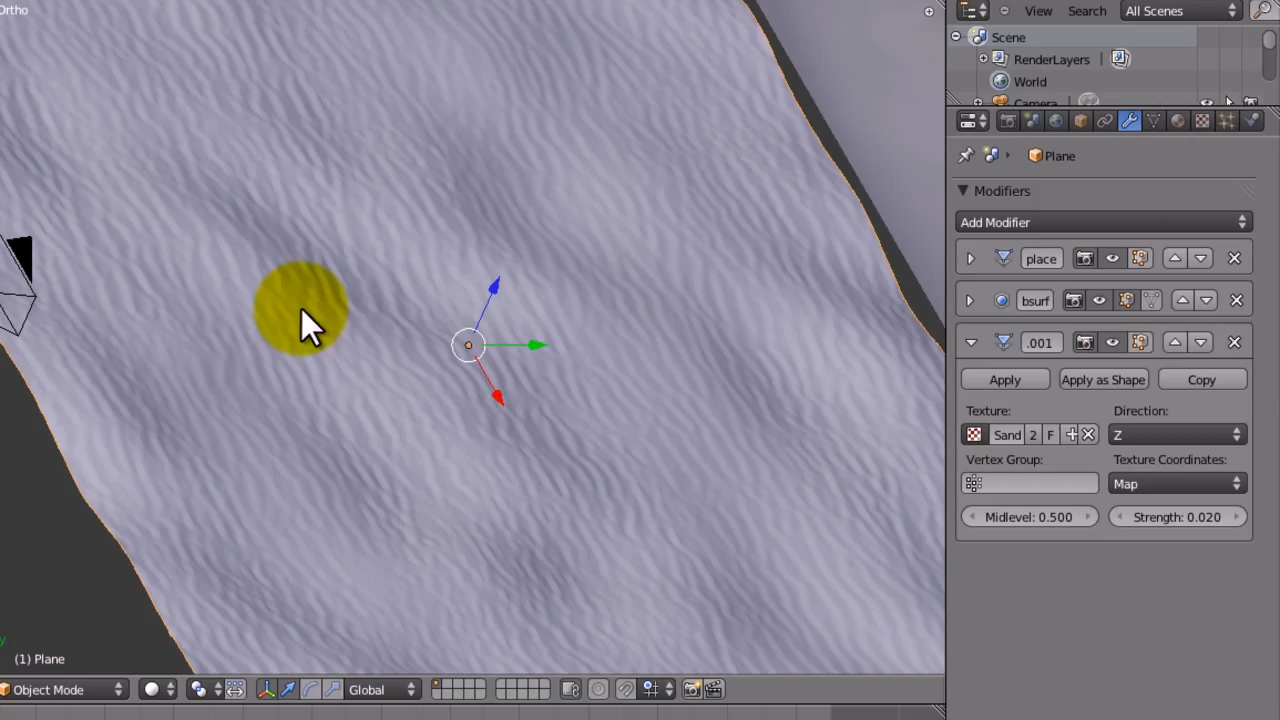 Ortho
View Search All Scenes
Scene
RenderLayers
World
Camera
Plane
Modifiers
Add Modifier
place
bsurf
.001
Apply Apply as Shape Copy
Texture: Direction:
Sand 2 F Z
Vertex Group: Texture Coordinates:
Map
Midlevel: 0.500 Strength: 0.020
y
(1) Plane
Object Mode Global